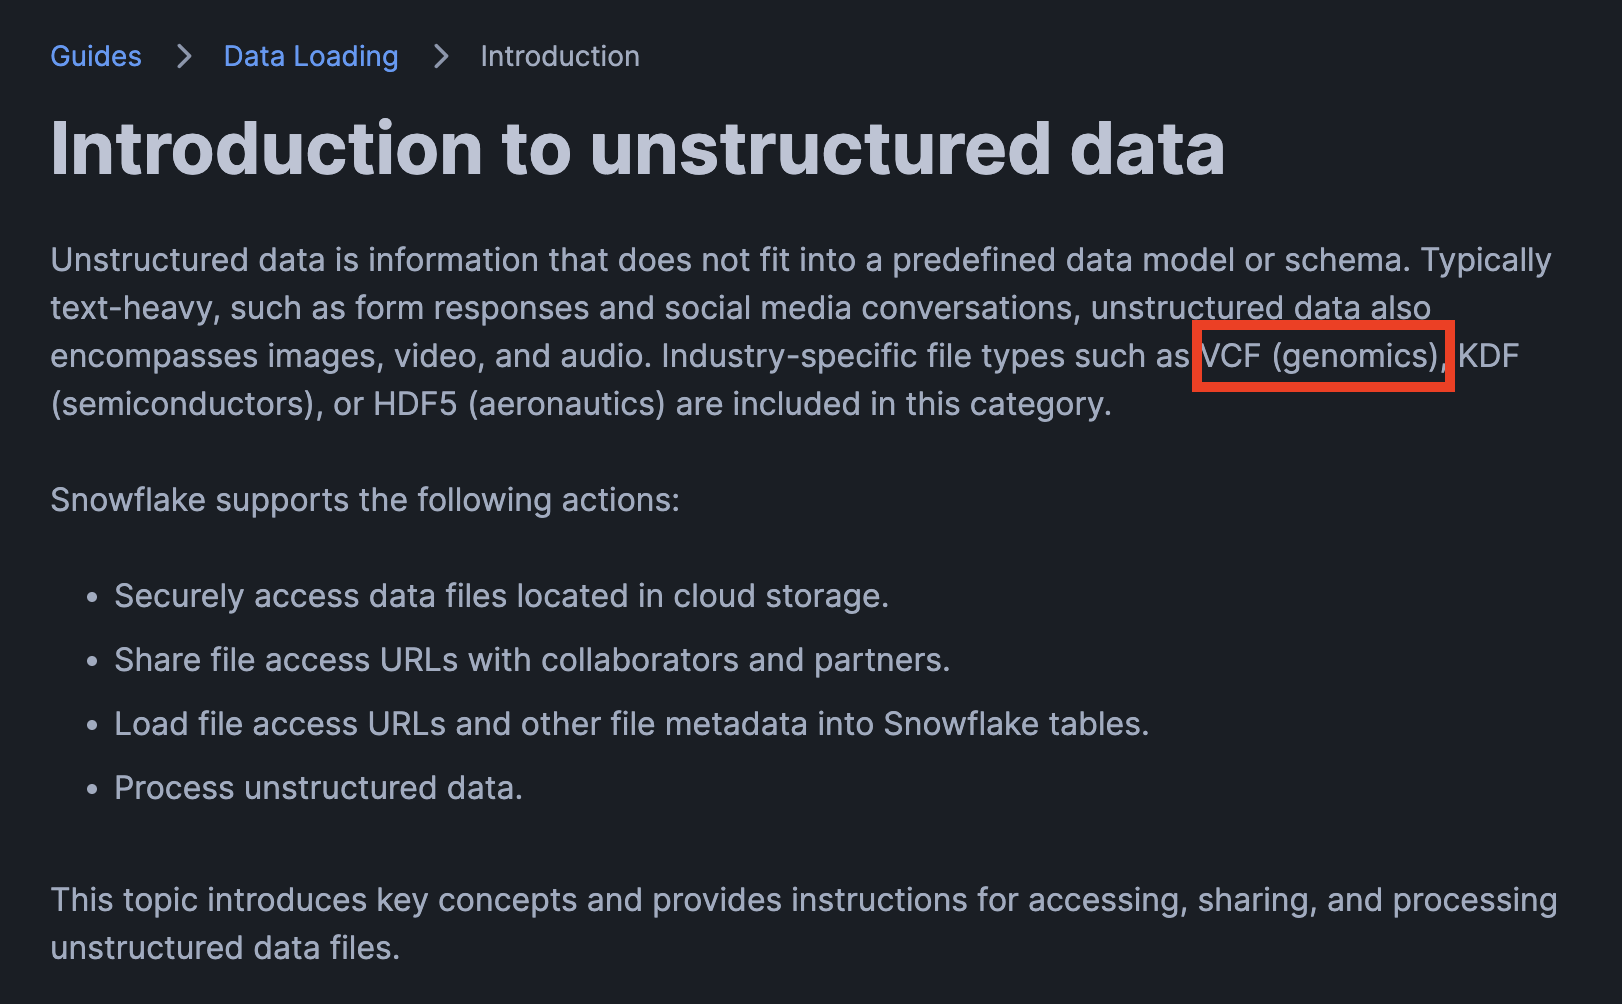 Guides > Data Loading > Introduction
Introduction to unstructured data
Unstructured data is information that does not fit into a predefined data model or schema. Typically
text-heavy, such as form responses and social media conversations, unstructured data also
encompasses images, video, and audio. Industry-specific file types such as VCF (genomics), KDF
(semiconductors), or HDF5 (aeronautics) are included in this category.
Snowflake supports the following actions:
• Securely access data files located in cloud storage.
• Share file access URLs with collaborators and partners.
• Load file access URLs and other file metadata into Snowflake tables.
• Process unstructured data.
This topic introduces key concepts and provides instructions for accessing, sharing, and processing
unstructured data files.